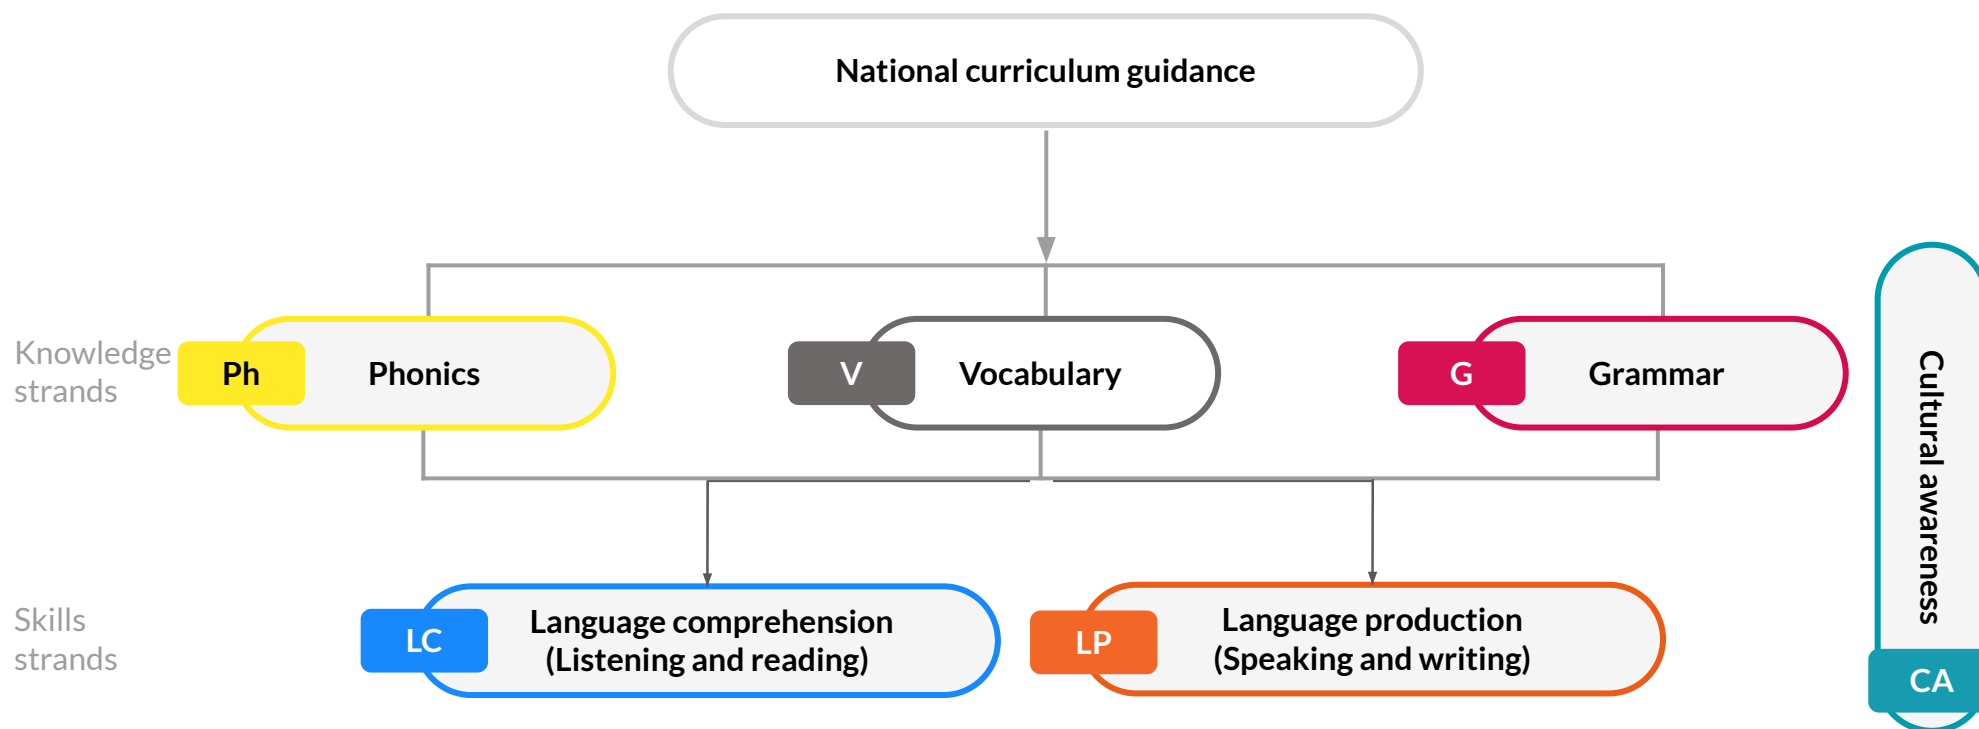 National curriculum guidance
Knowledge
strands
Ph
Phonics
V
Vocabulary
G
Grammar
Skills
strands
LC
Language comprehension
(Listening and reading)
LP
Language production
(Speaking and writing)
Cultural awareness
CA